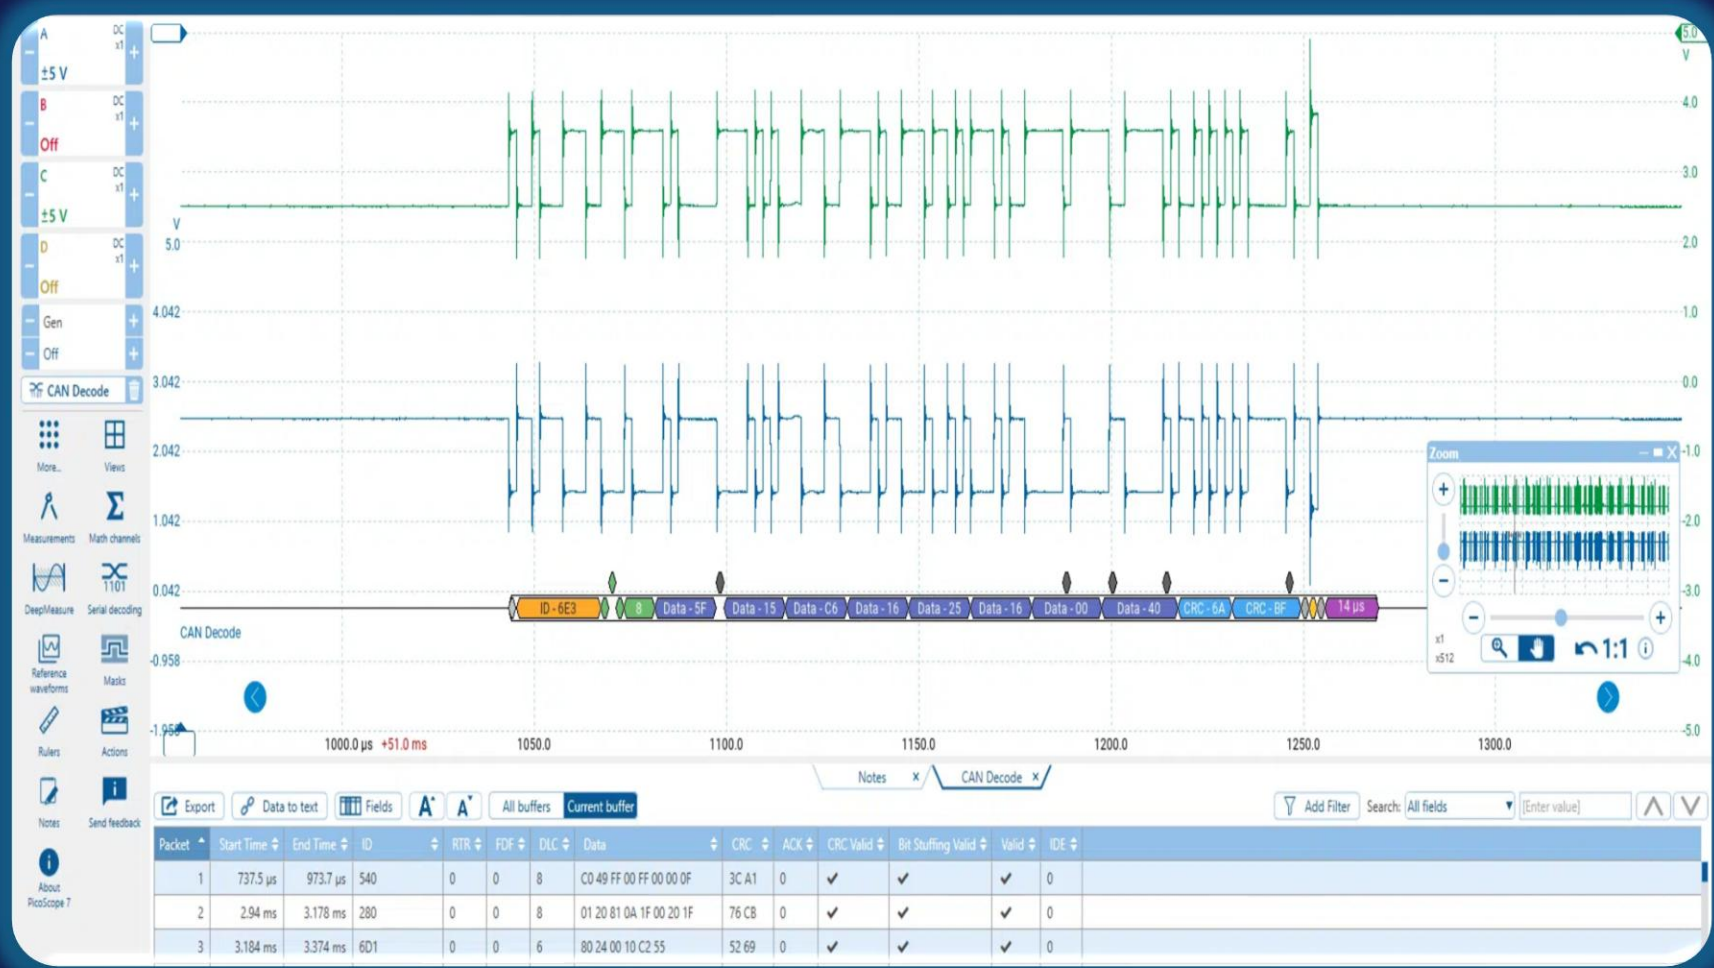 A DC x1
±5 V
B DC x1
Off
C DC x1
±5 V
D DC x1
Off
Gen
Off
CAN Decode
More...
Views
Measurements
Math channels
DeepMeasure
Serial decoding
Reference waveforms
Masks
Rulers
Actions
Notes
Send feedback
About PicoScope 7
V
5.0
4.042
3.042
2.042
1.042
0.042
-0.958
5.0
V
4.0
3.0
2.0
1.0
0.0
-1.0
-2.0
-3.0
-4.0
-5.0
ID - 6E3 8 Data - 5F Data - 15 Data - C6 Data - 16 Data - 25 Data - 16 Data - 00 Data - 40 CRC - 6A CRC - BF 14 µs
CAN Decode
Zoom
x1
x512
1:1
1000.0 µs +51.0 ms 1050.0 1100.0 1150.0 1200.0 1250.0 1300.0
Notes x CAN Decode x
Export Data to text Fields A A All buffers Current buffer Add Filter Search: All fields [Enter value]
Packet Start Time End Time ID RTR FDF DLC Data CRC ACK CRC Valid Bit Stuffing Valid Valid IDE
1 737.5 µs 973.7 µs 540 0 0 8 C0 49 FF 00 FF 00 00 0F 3C A1 0 ✓ ✓ ✓ 0
2 2.94 ms 3.178 ms 280 0 0 8 01 20 81 0A 1F 00 20 1F 76 CB 0 ✓ ✓ ✓ 0
3 3.184 ms 3.374 ms 6D1 0 0 6 80 24 00 10 C2 55 52 69 0 ✓ ✓ ✓ 0